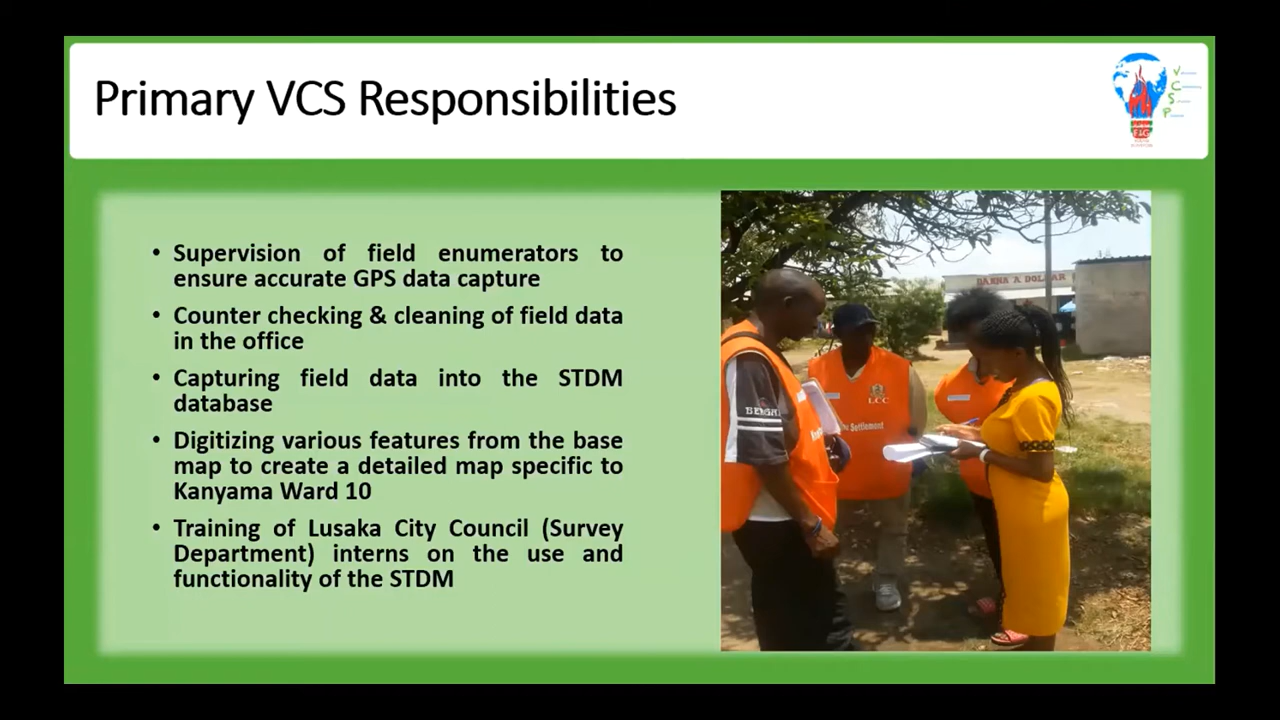 Primary VCS Responsibilities
V
C
S
P
FIG
• Supervision of field enumerators to
ensure accurate GPS data capture
• Counter checking & cleaning of field data
in the office
• Capturing field data into the STDM
database
• Digitizing various features from the base
map to create a detailed map specific to
Kanyama Ward 10
• Training of Lusaka City Council (Survey
Department) interns on the use and
functionality of the STDM
DARNA A DOLLAR
LCC
Settlement